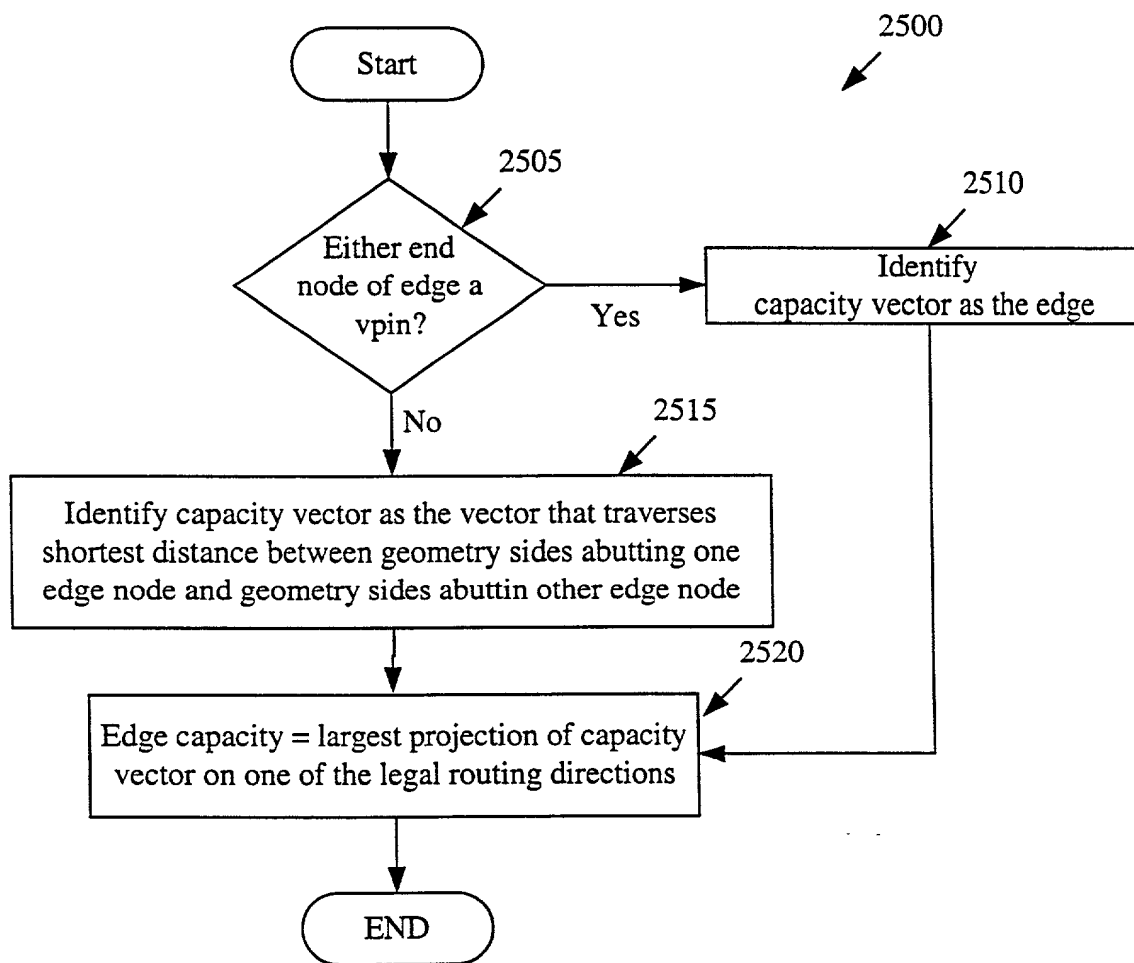 2500
Start
2505
Either end
node of edge a
vpin?
Yes
2510
Identify
capacity vector as the edge
No
2515
Identify capacity vector as the vector that traverses
shortest distance between geometry sides abutting one
edge node and geometry sides abuttin other edge node
2520
Edge capacity = largest projection of capacity
vector on one of the legal routing directions
END